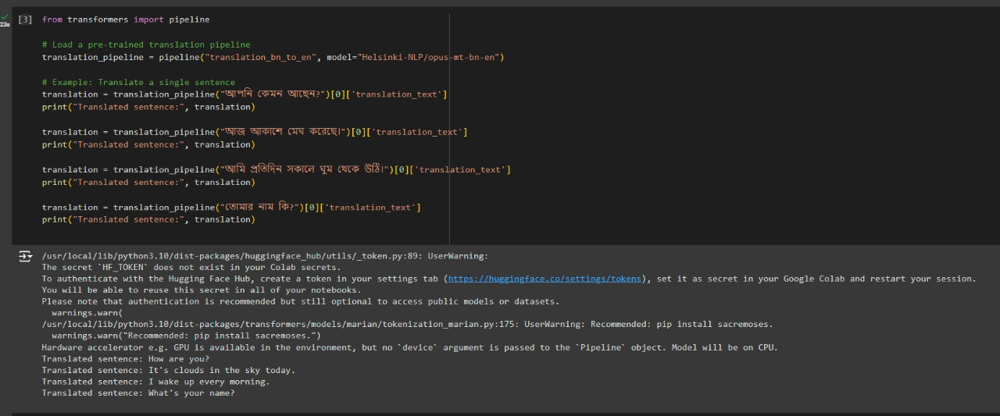 23s
[3] from transformers import pipeline
# Load a pre-trained translation pipeline
translation_pipeline = pipeline("translation_bn_to_en", model="Helsinki-NLP/opus-mt-bn-en")
# Example: Translate a single sentence
translation = translation_pipeline("আপনি কেমন আছেন?")[0]['translation_text']
print("Translated sentence:", translation)
translation = translation_pipeline("আজ আকাশে মেঘ করেছে।")[0]['translation_text']
print("Translated sentence:", translation)
translation = translation_pipeline("আমি প্রতিদিন সকালে ঘুম থেকে উঠি।")[0]['translation_text']
print("Translated sentence:", translation)
translation = translation_pipeline("তোমার নাম কি?")[0]['translation_text']
print("Translated sentence:", translation)
/usr/local/lib/python3.10/dist-packages/huggingface_hub/utils/_token.py:89: UserWarning:
The secret `HF_TOKEN` does not exist in your Colab secrets.
To authenticate with the Hugging Face Hub, create a token in your settings tab (https://huggingface.co/settings/tokens), set it as secret in your Google Colab and restart your session.
You will be able to reuse this secret in all of your notebooks.
Please note that authentication is recommended but still optional to access public models or datasets.
warnings.warn(
/usr/local/lib/python3.10/dist-packages/transformers/models/marian/tokenization_marian.py:175: UserWarning: Recommended: pip install sacremoses.
warnings.warn("Recommended: pip install sacremoses.")
Hardware accelerator e.g. GPU is available in the environment, but no `device` argument is passed to the `Pipeline` object. Model will be on CPU.
Translated sentence: How are you?
Translated sentence: It's clouds in the sky today.
Translated sentence: I wake up every morning.
Translated sentence: What's your name?